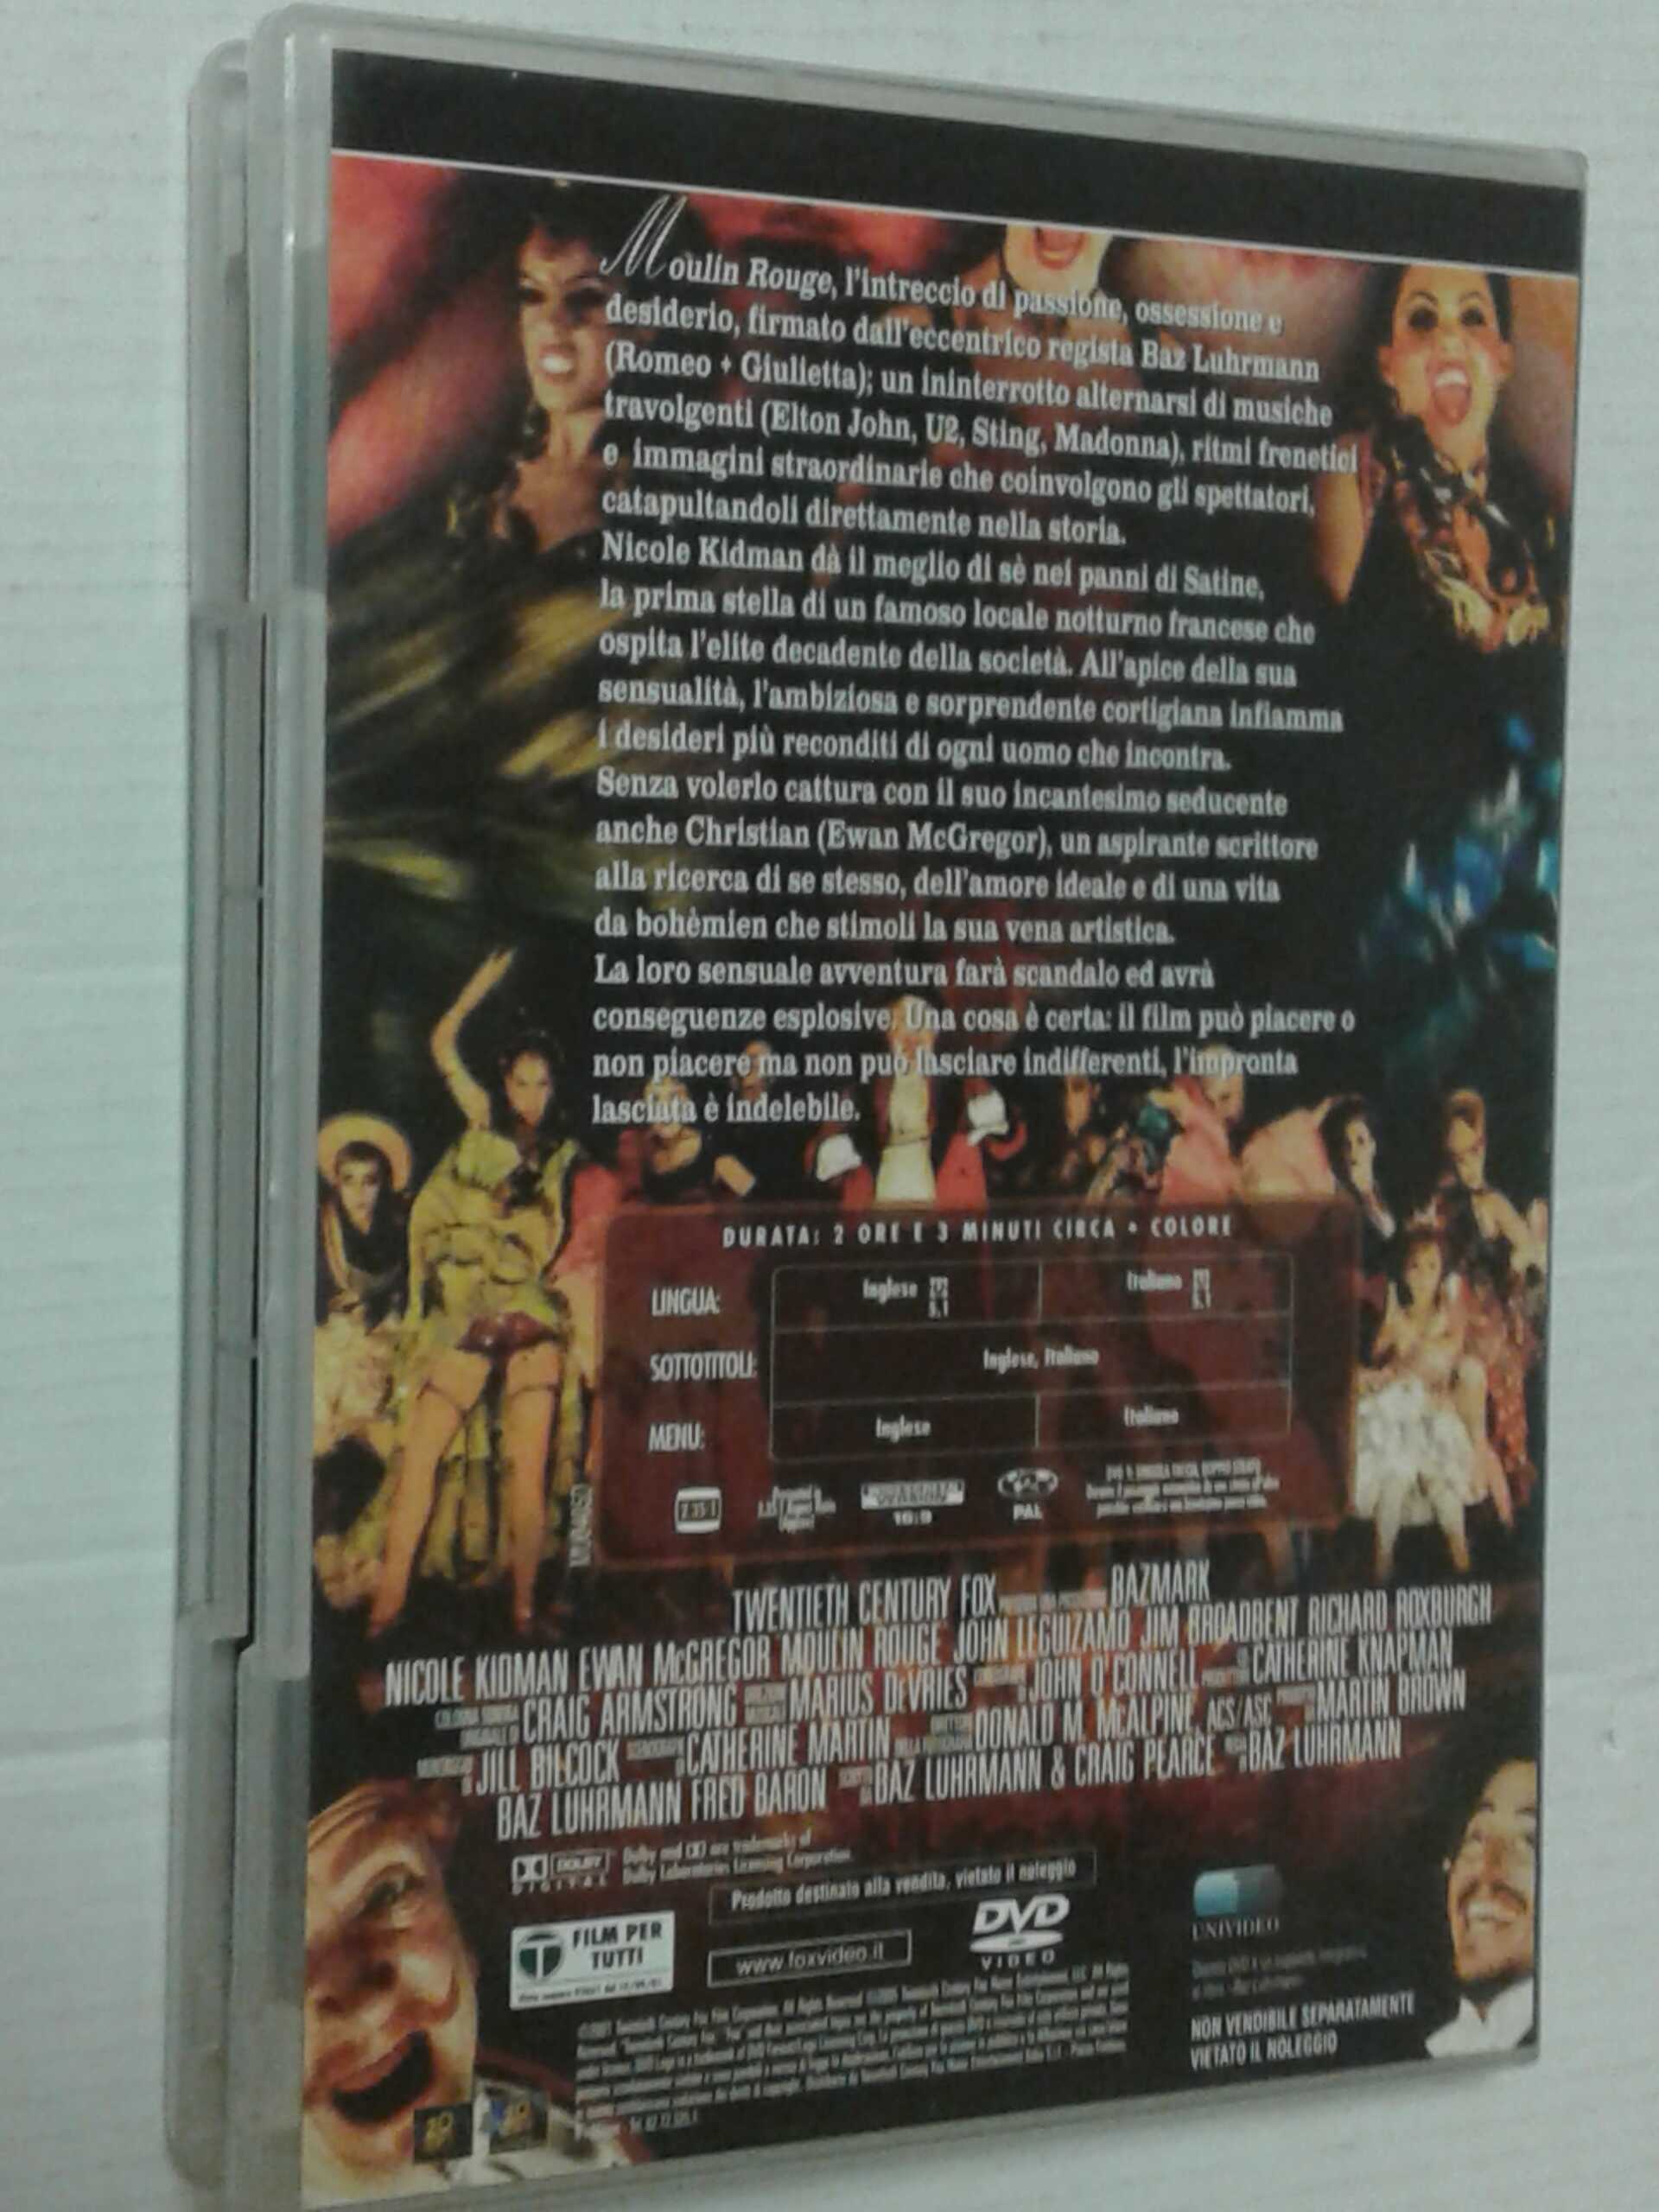 Moulin Rouge, l'intreccio di passione, ossessione e
desiderio, firmato dall'eccentrico regista Baz Luhrmann
(Romeo + Giulietta); un ininterrotto alternarsi di musiche
travolgenti (Elton John, U2, Sting, Madonna), ritmi frenetici
e immagini straordinarie che coinvolgono gli spettatori,
catapultandoli direttamente nella storia.
Nicole Kidman dà il meglio di sè nei panni di Satine,
la prima stella di un famoso locale notturno francese che
ospita l'elite decadente della società. All'apice della sua
sensualità, l'ambiziosa e sorprendente cortigiana infiamma
i desideri più reconditi di ogni uomo che incontra.
Senza volerlo cattura con il suo incantesimo seducente
anche Christian (Ewan McGregor), un aspirante scrittore
alla ricerca di se stesso, dell'amore ideale e di una vita
da bohèmien che stimoli la sua vena artistica.
La loro sensuale avventura farà scandalo ed avrà
conseguenze esplosive. Una cosa è certa: il film può piacere o
non piacere ma non può lasciare indifferenti, l'impronta
lasciata è indelebile.
DURATA: 2 ORE E 3 MINUTI CIRCA • COLORE
LINGUA: Inglese 5.1 Italiano 5.1
SOTTOTITOLI: Inglese, Italiano
MENU: Inglese Italiano
2.35:1
16:9
PAL
TWENTIETH CENTURY FOX BAZMARK
NICOLE KIDMAN EWAN McGREGOR MOULIN ROUGE JOHN LEGUIZAMO JIM BROADBENT RICHARD ROXBURGH
CRAIG ARMSTRONG MARIUS DeVRIES JOHN O'CONNELL CATHERINE KNAPMAN
JILL BILCOCK CATHERINE MARTIN DONALD M. McALPINE, ACS/ASC MARTIN BROWN
BAZ LUHRMANN FRED BARON BAZ LUHRMANN & CRAIG PEARCE BAZ LUHRMANN
DOLBY
DIGITAL
Dolby and are trademarks of
Dolby Laboratories Licensing Corporation
Prodotto destinato alla vendita, vietato il noleggio
FILM PER
TUTTI
www.foxvideo.it
DVD
VIDEO
UNIVIDEO
NON VENDIBILE SEPARATAMENTE
VIETATO IL NOLEGGIO